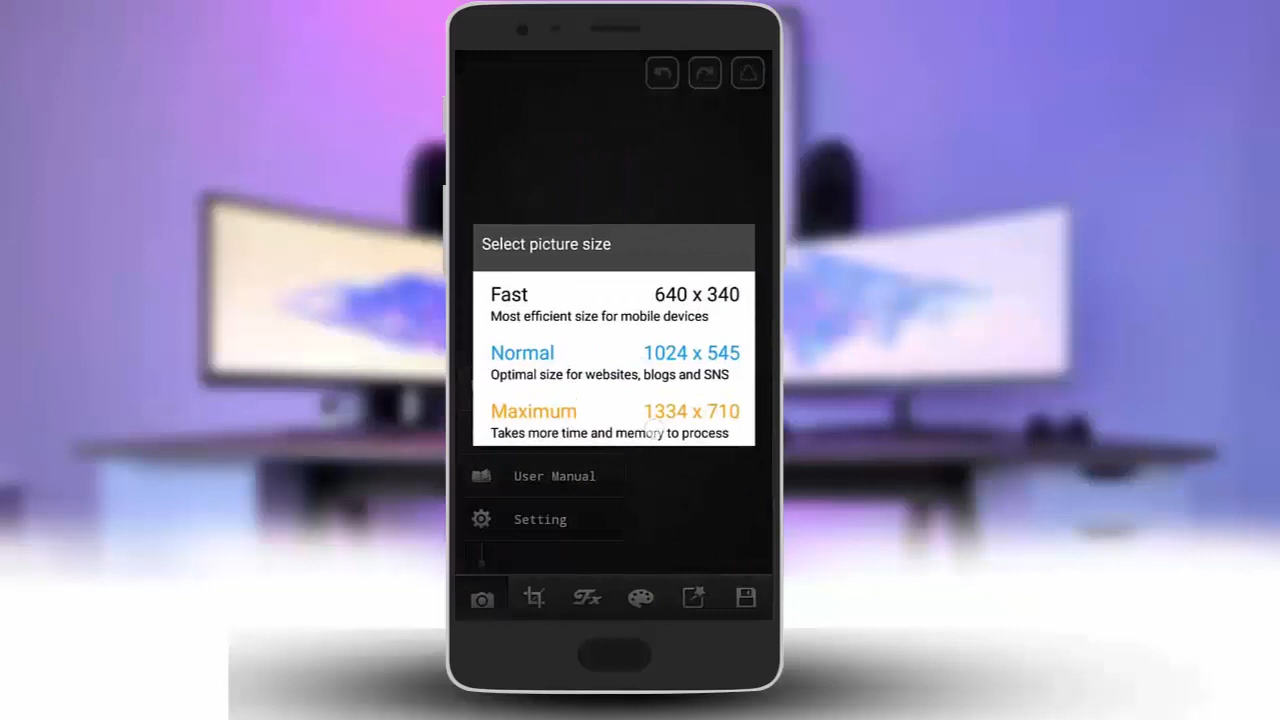 Select picture size
Fast 640 x 340
Most efficient size for mobile devices
Normal 1024 x 545
Optimal size for websites, blogs and SNS
Maximum 1334 x 710
Takes more time and memory to process
User Manual
Setting
Fx